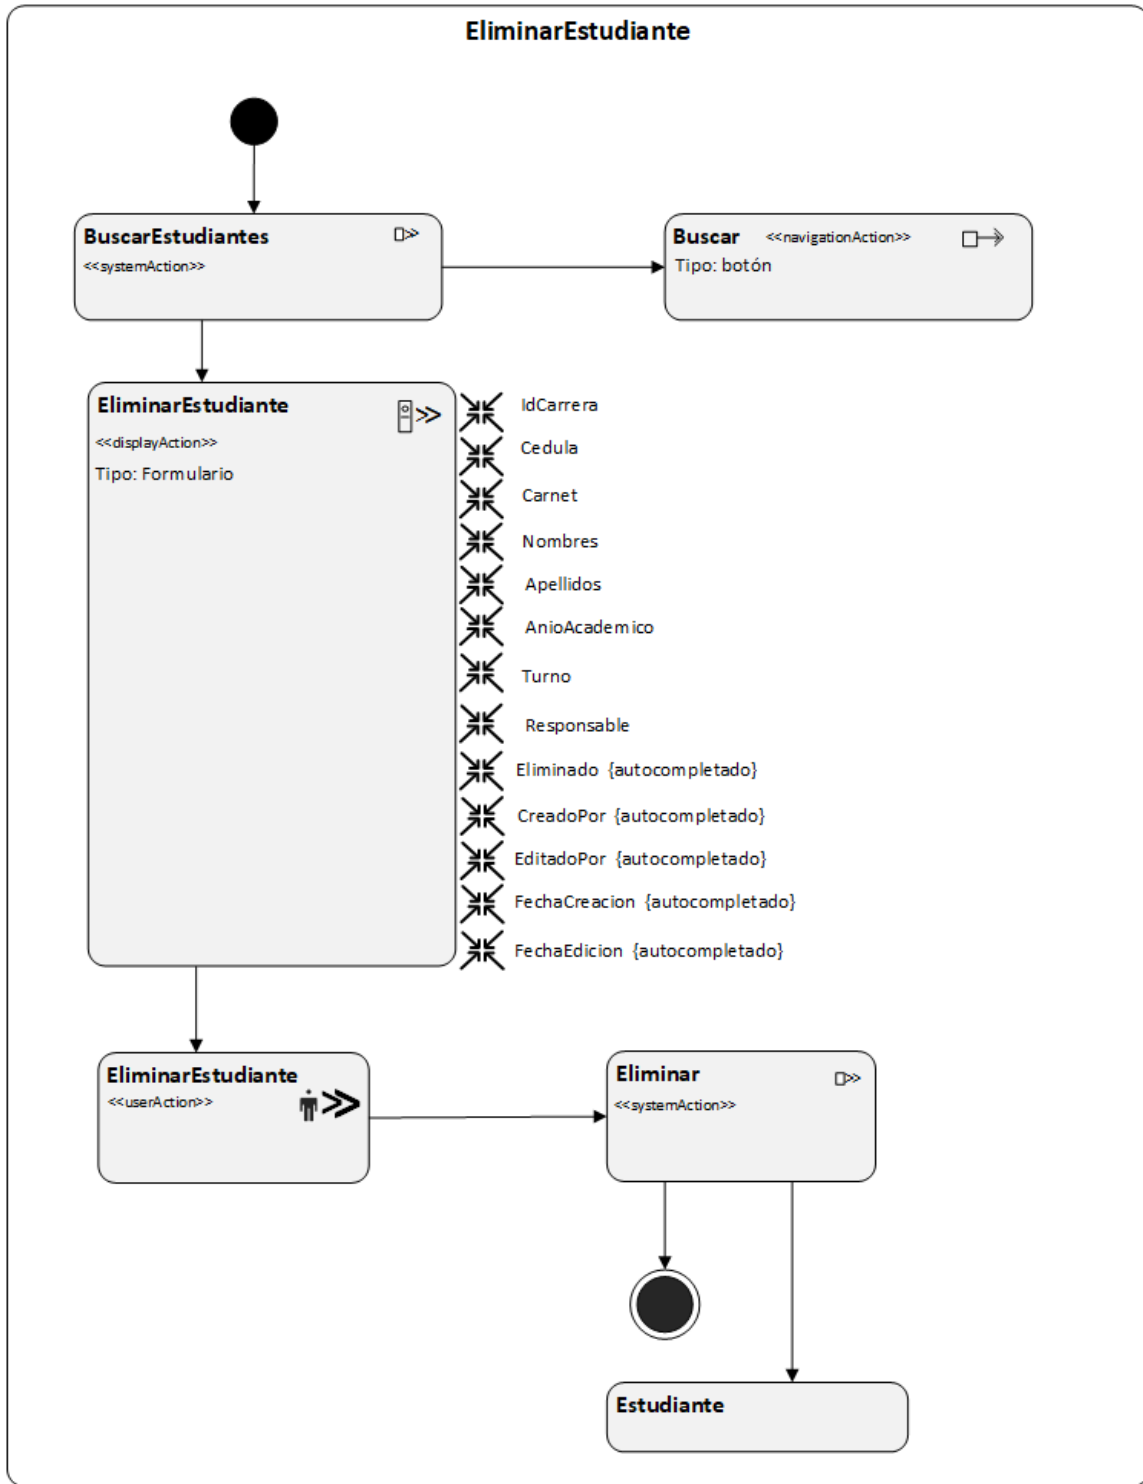 EliminarEstudiante
BuscarEstudiantes
<<systemAction>>
Buscar <<navigationAction>>
Tipo: botón
EliminarEstudiante
<<displayAction>>
Tipo: Formulario
IdCarrera
Cedula
Carnet
Nombres
Apellidos
AnioAcademico
Turno
Responsable
Eliminado {autocompletado}
CreadoPor {autocompletado}
EditadoPor {autocompletado}
FechaCreacion {autocompletado}
FechaEdicion {autocompletado}
EliminarEstudiante
<<userAction>>
Eliminar
<<systemAction>>
Estudiante